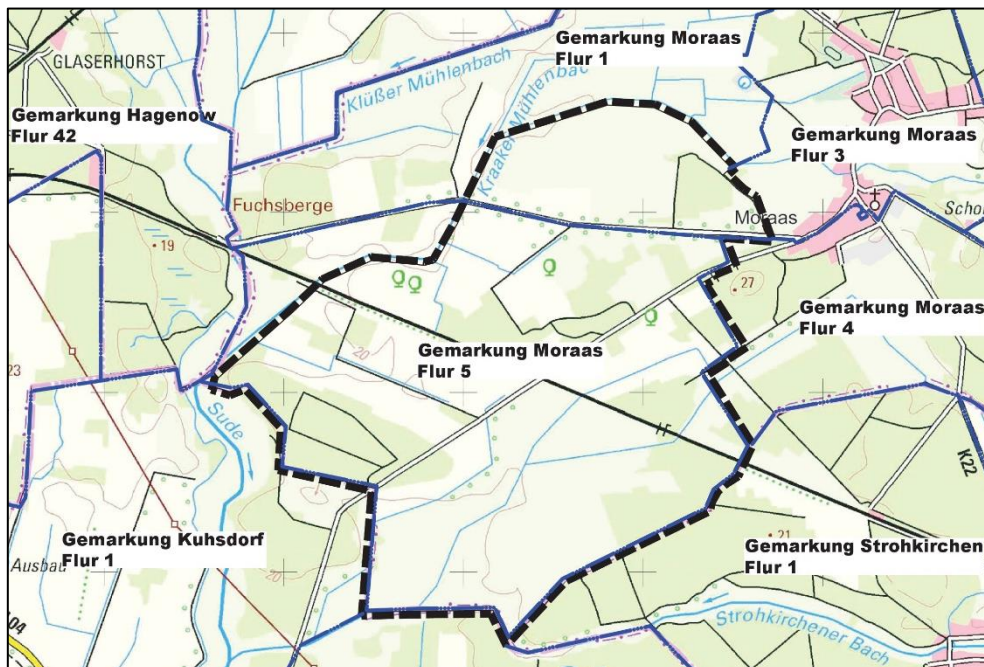 Gemarkung Moraas
Flur 1
GLASERHORST
Klüßer Mühlenbach
Kraaker Mühlenbach
Gemarkung Hagenow
Flur 42
Gemarkung Moraas
Flur 3
Fuchsberge
Moraas
19
27
Gemarkung Moraas
Flur 4
Gemarkung Moraas
Flur 5
20
23
Sude
K22
Gemarkung Kuhsdorf
Flur 1
Ausbau
20
21
Gemarkung Strohkirchen
Flur 1
Strohkirchener Bach
04